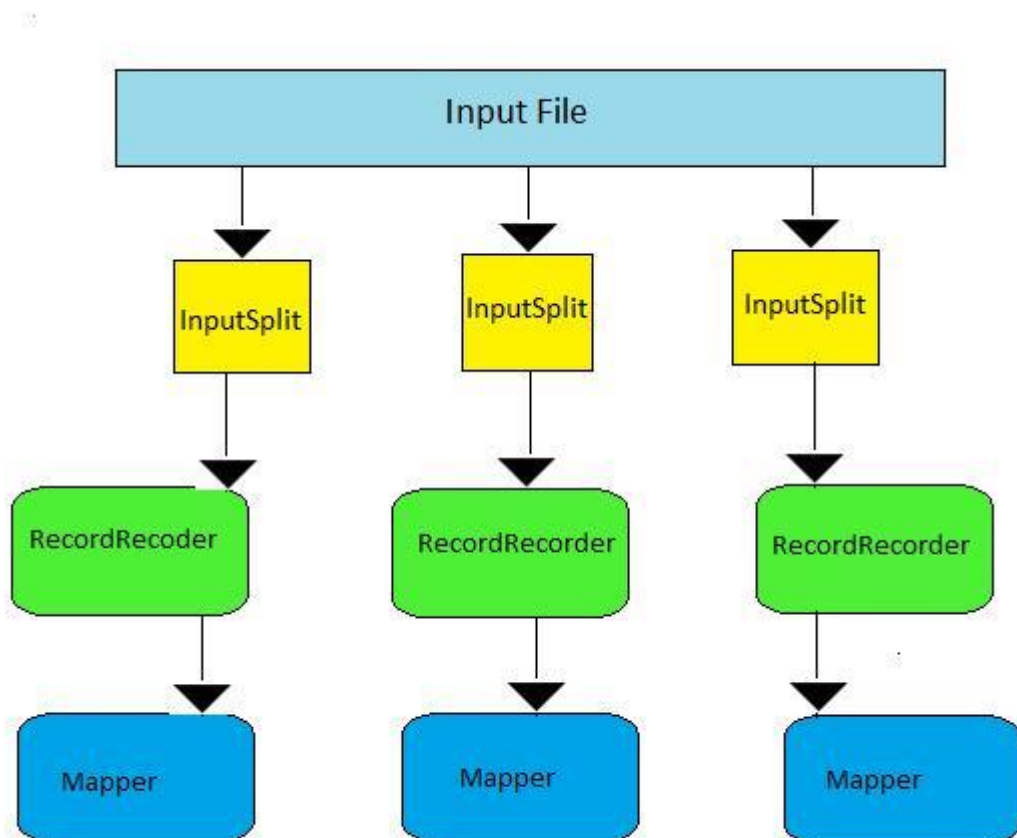 Input File
InputSplit
InputSplit
InputSplit
RecordRecoder
RecordRecorder
RecordRecorder
Mapper
Mapper
Mapper